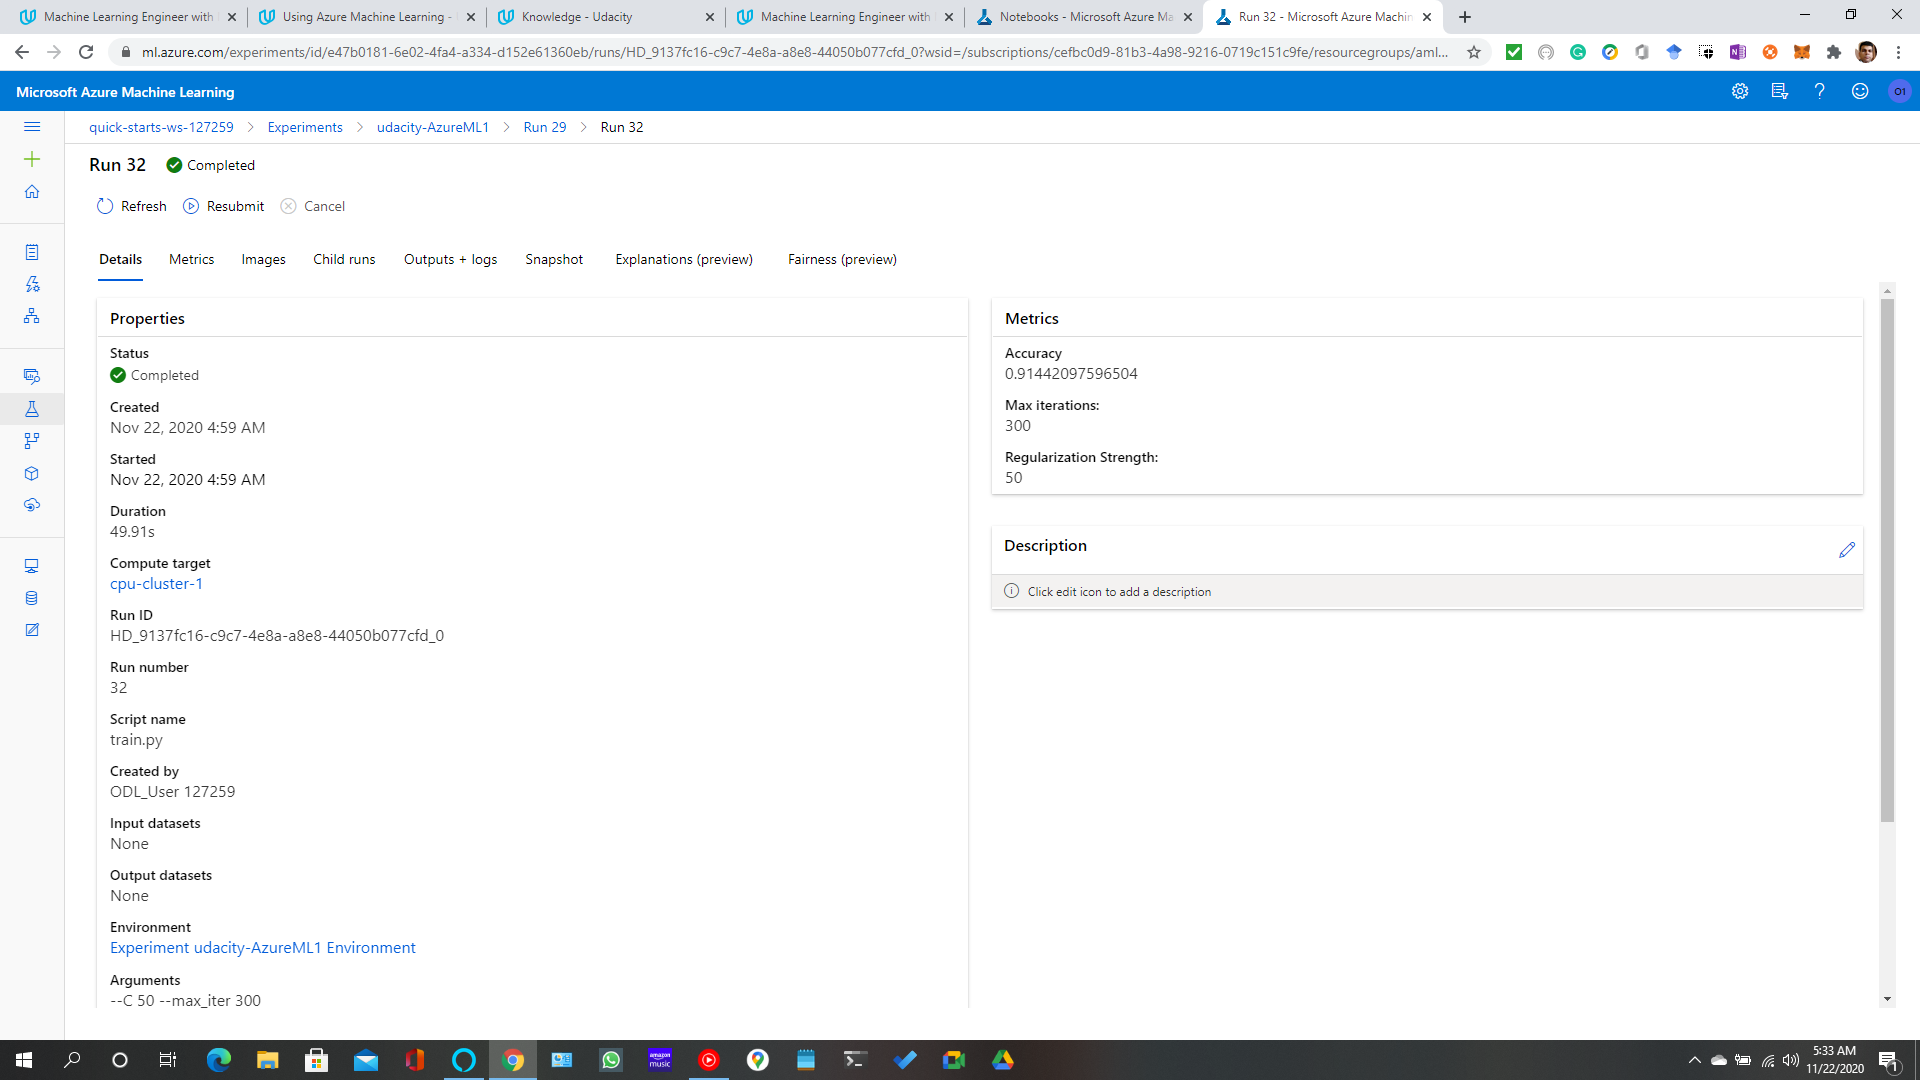 Machine Learning Engineer with
Using Azure Machine Learning -
Knowledge - Udacity
Machine Learning Engineer with
Notebooks - Microsoft Azure Ma
Run 32 - Microsoft Azure Machin
ml.azure.com/experiments/id/e47b0181-6e02-4fa4-a334-d152e61360eb/runs/HD_9137fc16-c9c7-4e8a-a8e8-44050b077cfd_0?wsid=/subscriptions/cefbc0d9-81b3-4a98-9216-0719c151c9fe/resourcegroups/aml...
Microsoft Azure Machine Learning
O1
quick-starts-ws-127259 > Experiments > udacity-AzureML1 > Run 29 > Run 32
Run 32 Completed
Refresh Resubmit Cancel
Details Metrics Images Child runs Outputs + logs Snapshot Explanations (preview) Fairness (preview)
Properties
Status
Completed
Created
Nov 22, 2020 4:59 AM
Started
Nov 22, 2020 4:59 AM
Duration
49.91s
Compute target
cpu-cluster-1
Run ID
HD_9137fc16-c9c7-4e8a-a8e8-44050b077cfd_0
Run number
32
Script name
train.py
Created by
ODL_User 127259
Input datasets
None
Output datasets
None
Environment
Experiment udacity-AzureML1 Environment
Arguments
--C 50 --max_iter 300
Metrics
Accuracy
0.91442097596504
Max iterations:
300
Regularization Strength:
50
Description
Click edit icon to add a description
amazon
music
5:33 AM
11/22/2020
1